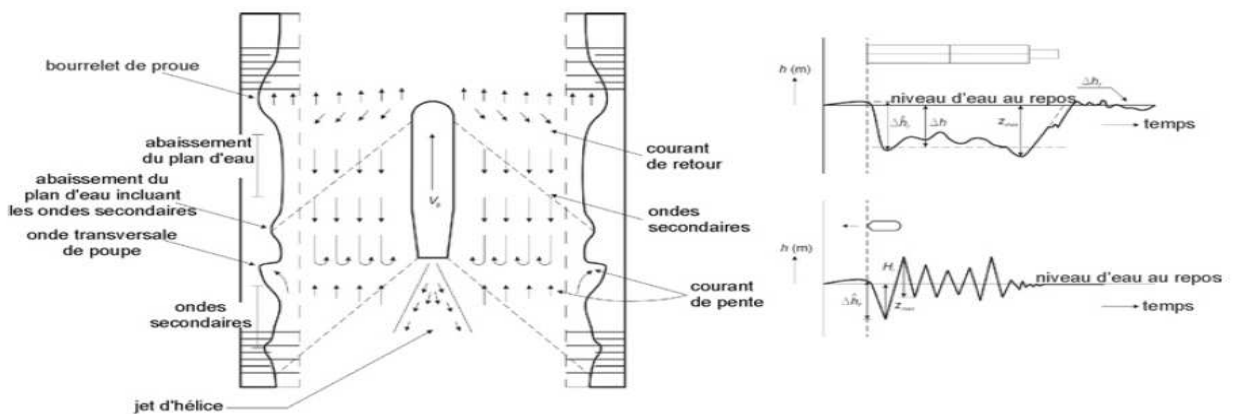 bourrelet de proue
abaissement
du plan d'eau
abaissement du
plan d'eau incluant
les ondes secondaires
onde transversale
de poupe
ondes
secondaires
jet d'hélice
courant
de retour
ondes
secondaires
courant
de pente
h (m)
niveau d'eau au repos
Δh
z max
temps
h (m)
niveau d'eau au repos
z max
temps